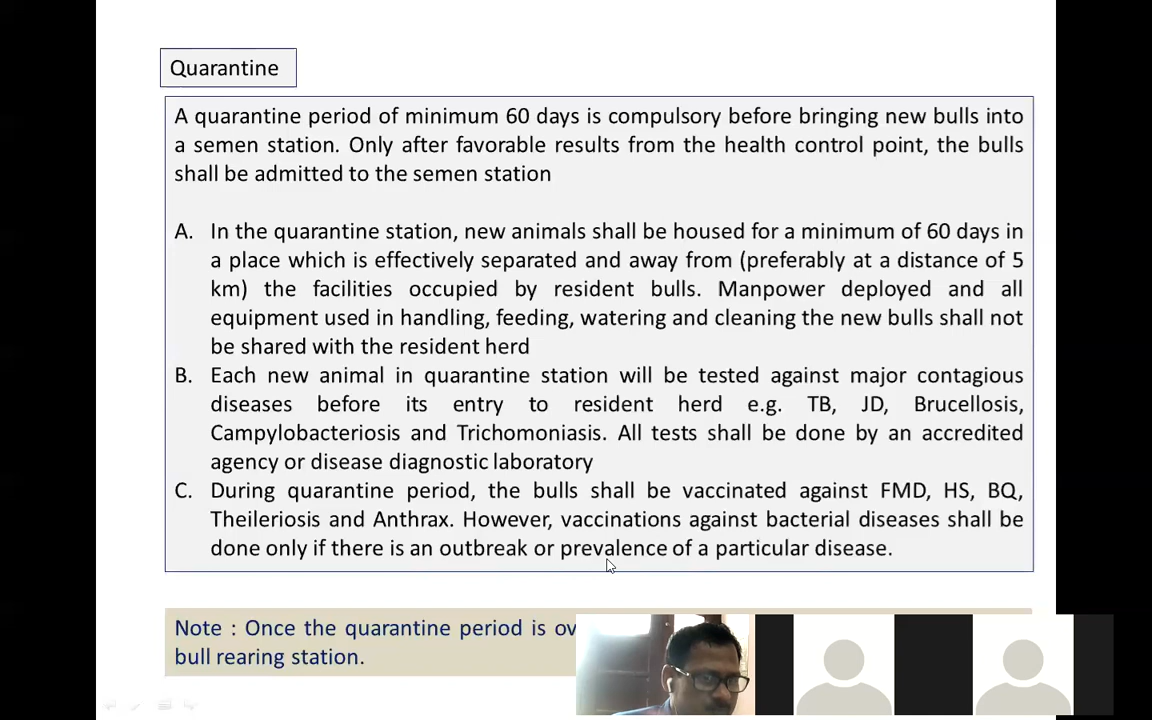 Quarantine
A quarantine period of minimum 60 days is compulsory before bringing new bulls into
a semen station. Only after favorable results from the health control point, the bulls
shall be admitted to the semen station
A. In the quarantine station, new animals shall be housed for a minimum of 60 days in
a place which is effectively separated and away from (preferably at a distance of 5
km) the facilities occupied by resident bulls. Manpower deployed and all
equipment used in handling, feeding, watering and cleaning the new bulls shall not
be shared with the resident herd
B. Each new animal in quarantine station will be tested against major contagious
diseases before its entry to resident herd e.g. TB, JD, Brucellosis,
Campylobacteriosis and Trichomoniasis. All tests shall be done by an accredited
agency or disease diagnostic laboratory
C. During quarantine period, the bulls shall be vaccinated against FMD, HS, BQ,
Theileriosis and Anthrax. However, vaccinations against bacterial diseases shall be
done only if there is an outbreak or prevalence of a particular disease.
Note : Once the quarantine period is
bull rearing station.